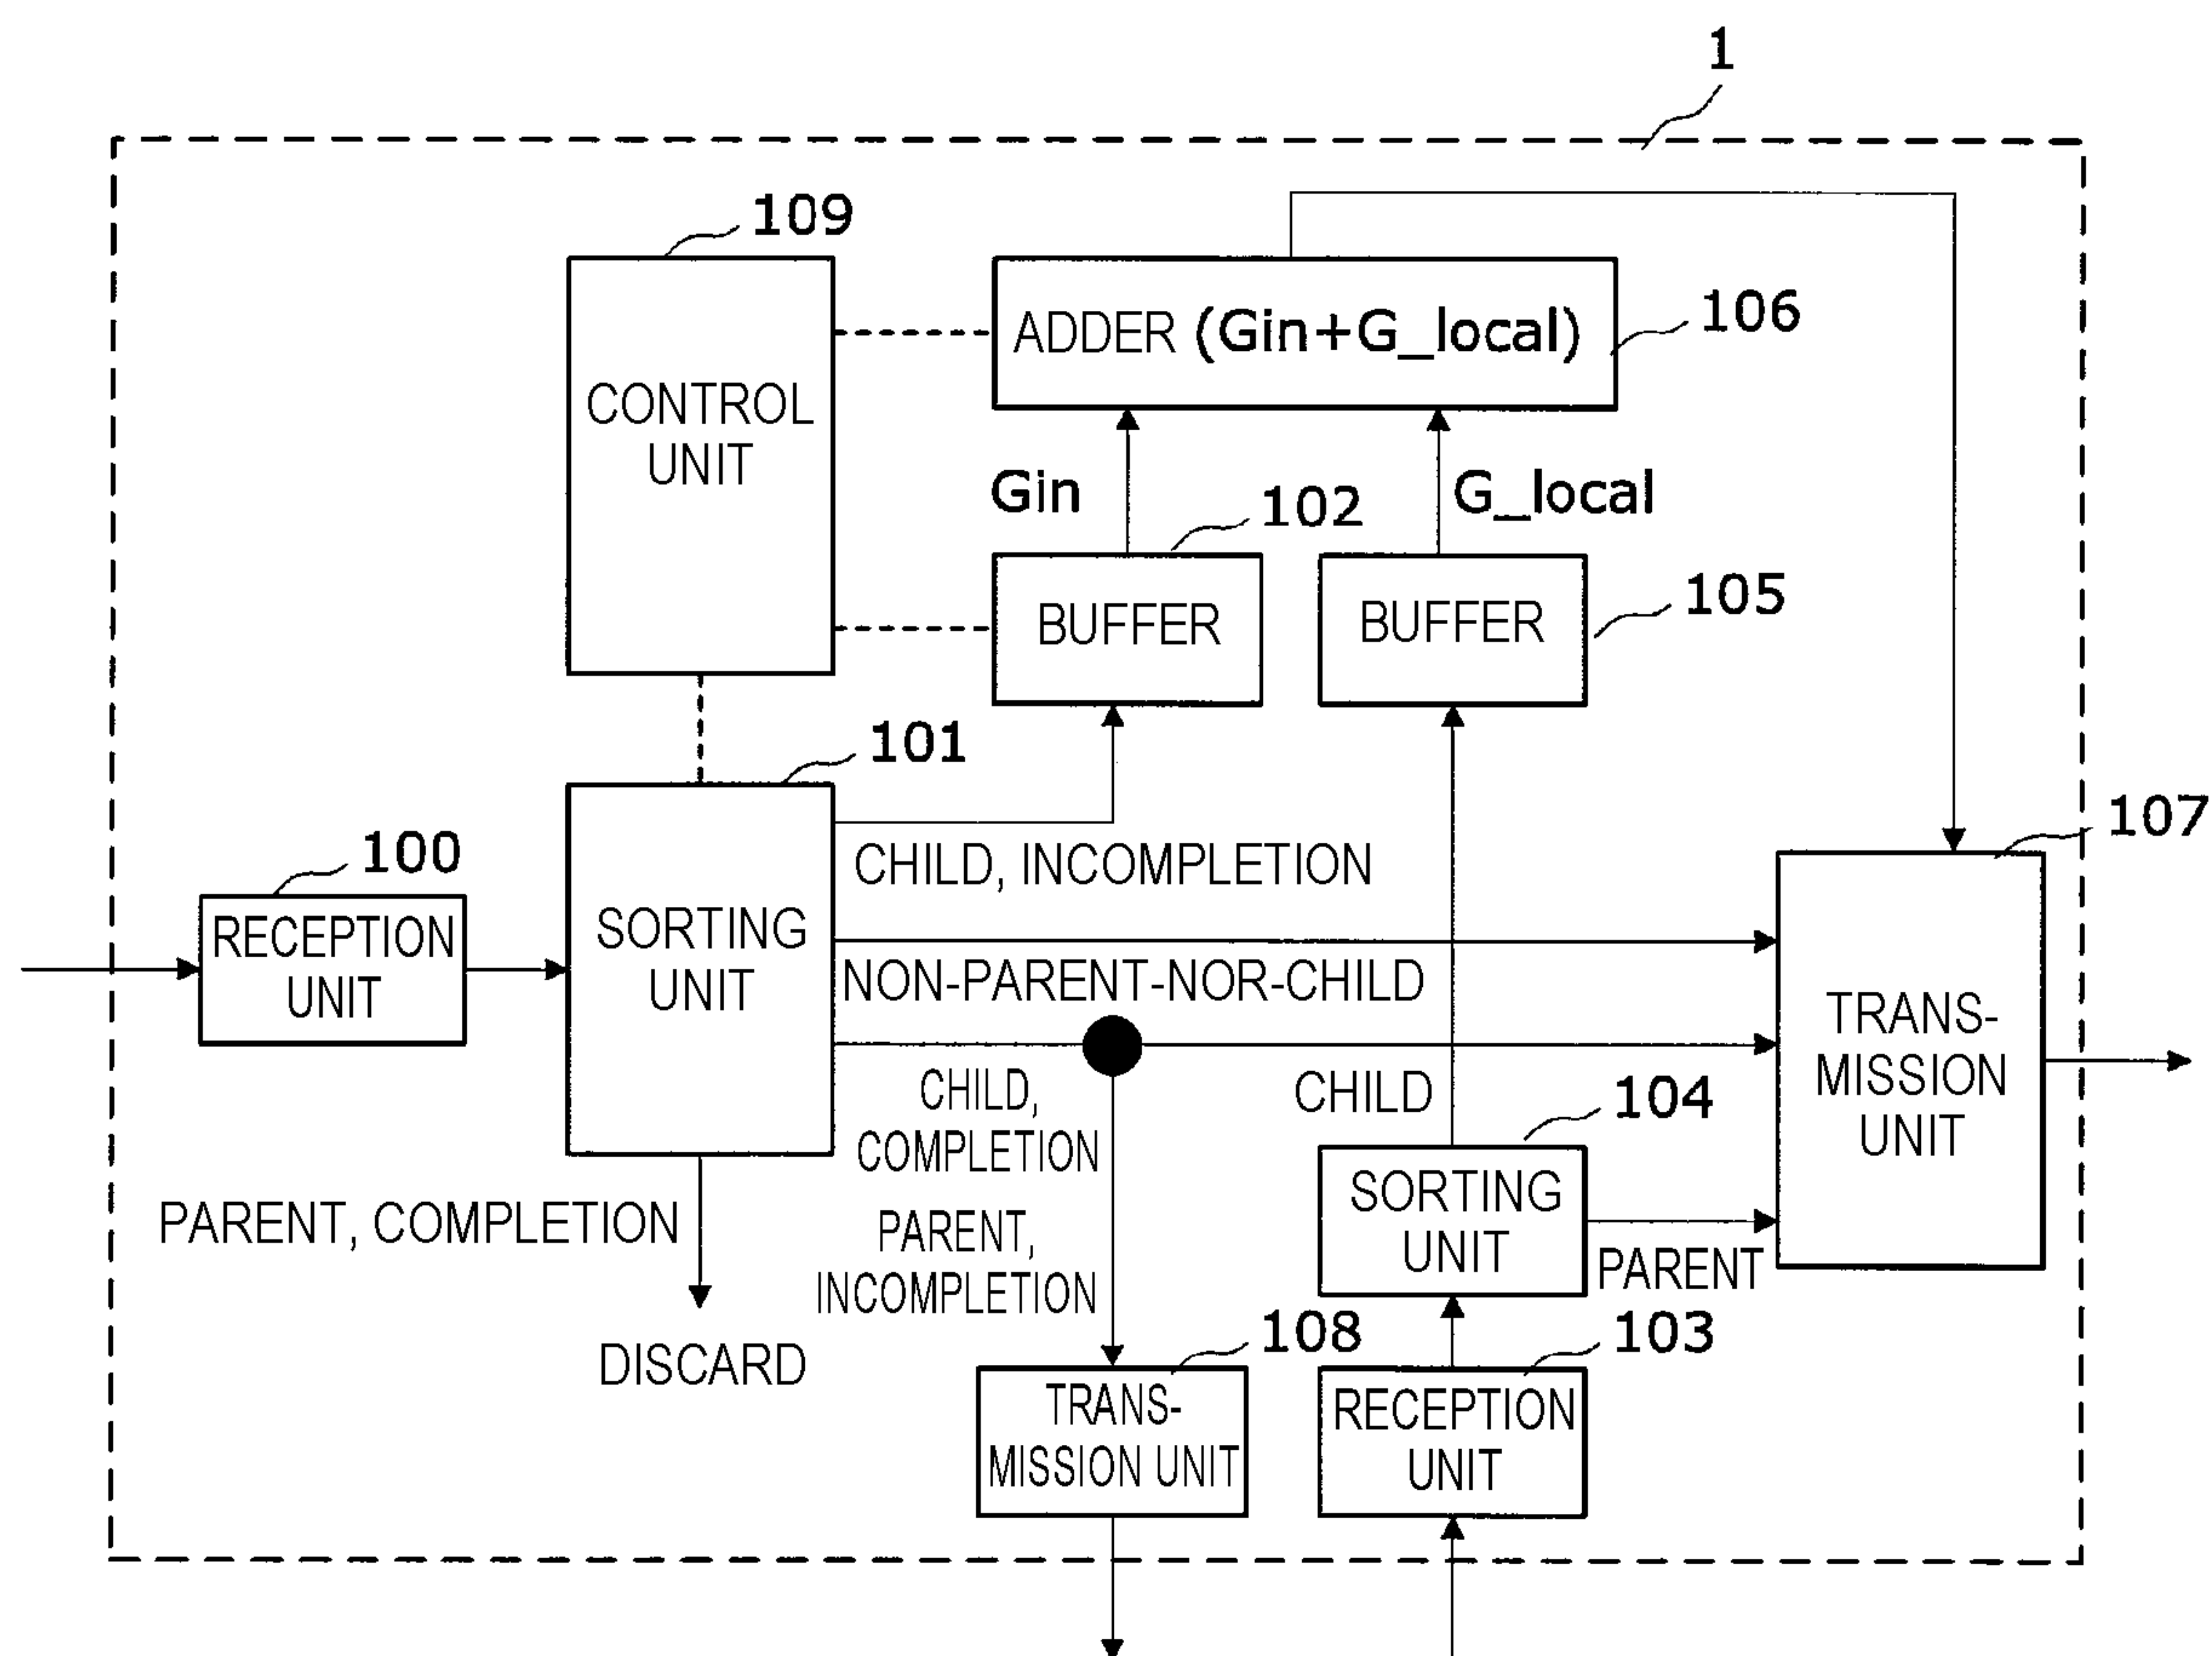 1
109
CONTROL
UNIT
ADDER (Gin+G_local)
106
Gin
G_local
102
BUFFER
BUFFER
105
101
SORTING
UNIT
100
RECEPTION
UNIT
CHILD, INCOMPLETION
NON-PARENT-NOR-CHILD
107
TRANS-
MISSION
UNIT
CHILD,
COMPLETION
PARENT,
INCOMPLETION
CHILD
104
SORTING
UNIT
PARENT
PARENT, COMPLETION
DISCARD
108
TRANS-
MISSION UNIT
103
RECEPTION
UNIT